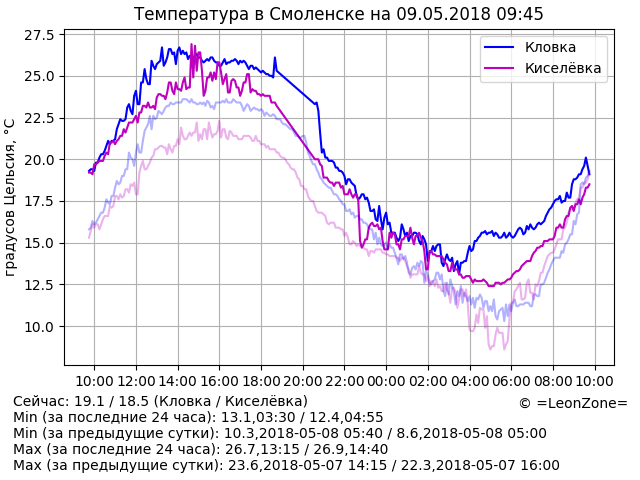 Температура в Смоленске на 09.05.2018 09:45
27.5
25.0
22.5
20.0
17.5
15.0
12.5
10.0
градусов Цельсия, °C
Кловка
Киселёвка
10:00 12:00 14:00 16:00 18:00 20:00 22:00 00:00 02:00 04:00 06:00 08:00 10:00
Сейчас: 19.1 / 18.5 (Кловка / Киселёвка)
© =LeonZone=
Min (за последние 24 часа): 13.1,03:30 / 12.4,04:55
Min (за предыдущие сутки): 10.3,2018-05-08 05:40 / 8.6,2018-05-08 05:00
Max (за последние 24 часа): 26.7,13:15 / 26.9,14:40
Max (за предыдущие сутки): 23.6,2018-05-07 14:15 / 22.3,2018-05-07 16:00